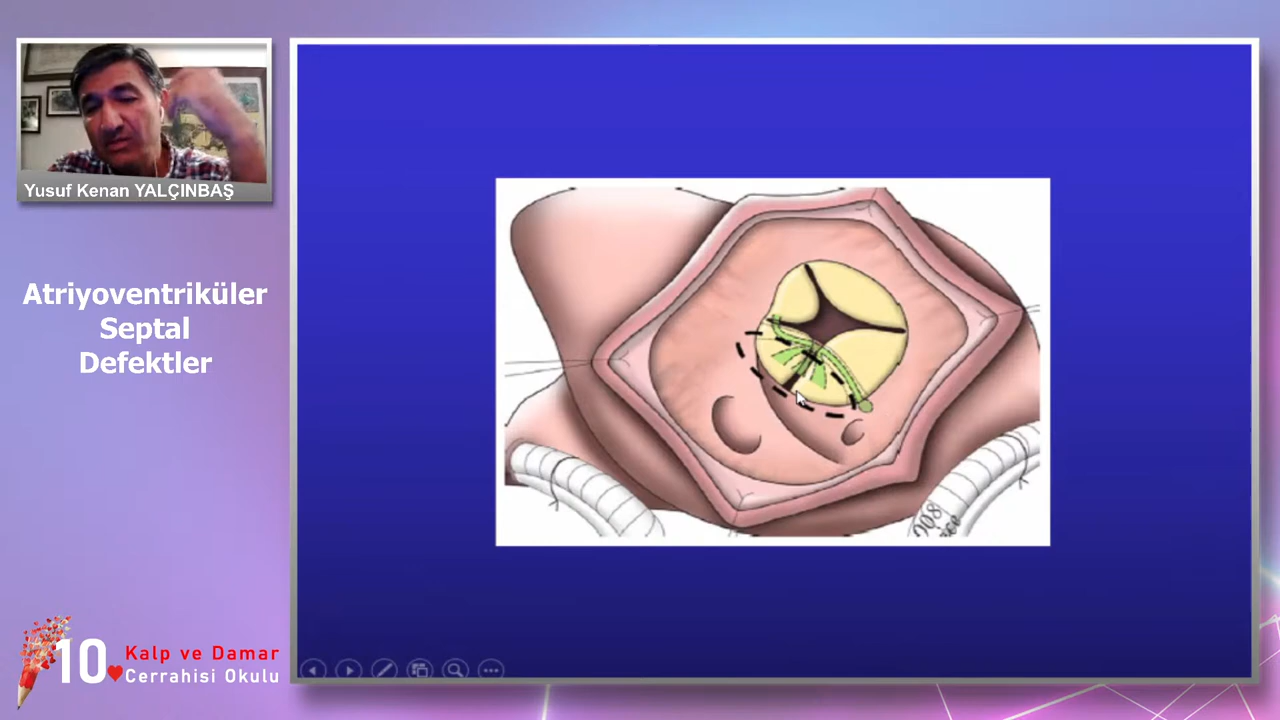 Yusuf Kenan YALÇINBAŞ
Atriyoventriküler
Septal
Defektler
10 Kalp ve Damar
Cerrahisi Okulu